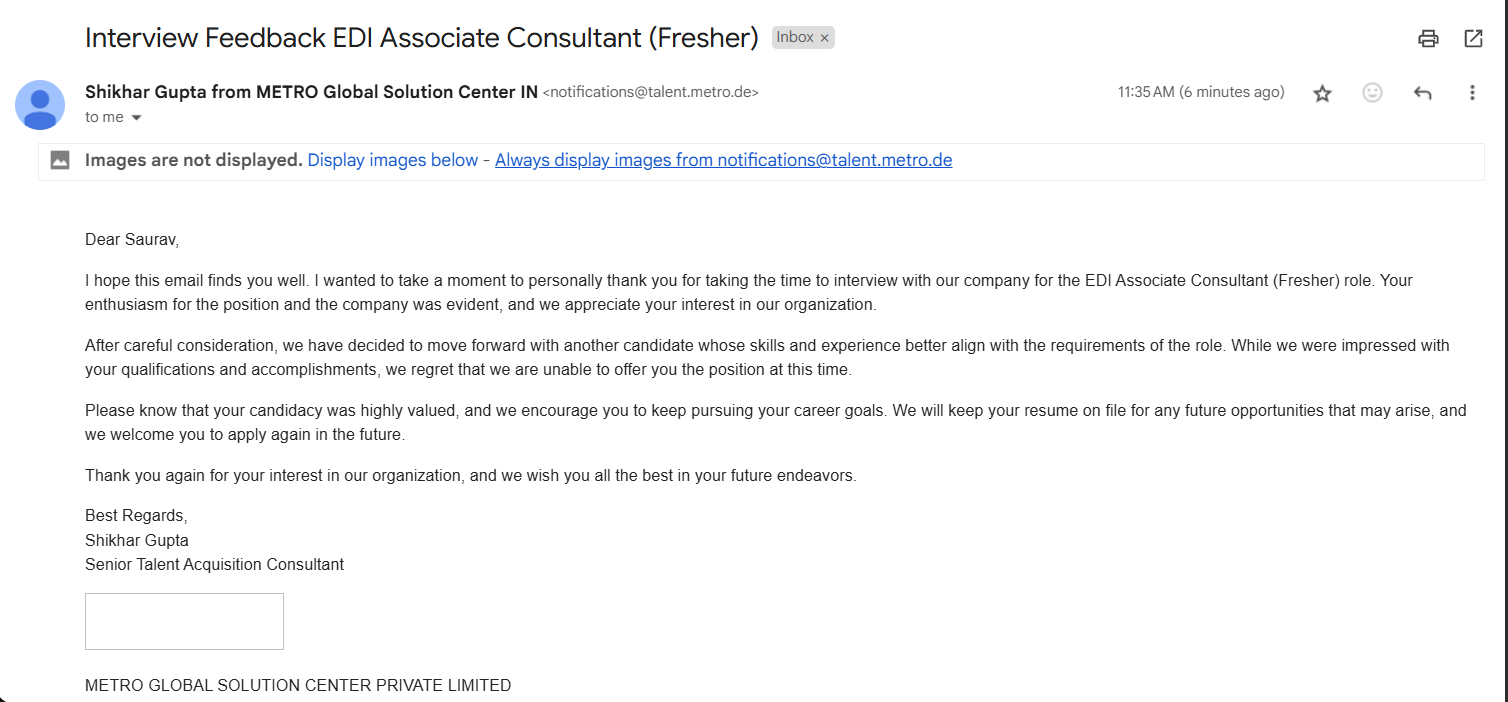 Interview Feedback EDI Associate Consultant (Fresher) Inbox ×
Shikhar Gupta from METRO Global Solution Center IN <notifications@talent.metro.de> 11:35 AM (6 minutes ago)
to me
Images are not displayed. Display images below - Always display images from notifications@talent.metro.de
Dear Saurav,
I hope this email finds you well. I wanted to take a moment to personally thank you for taking the time to interview with our company for the EDI Associate Consultant (Fresher) role. Your
enthusiasm for the position and the company was evident, and we appreciate your interest in our organization.
After careful consideration, we have decided to move forward with another candidate whose skills and experience better align with the requirements of the role. While we were impressed with
your qualifications and accomplishments, we regret that we are unable to offer you the position at this time.
Please know that your candidacy was highly valued, and we encourage you to keep pursuing your career goals. We will keep your resume on file for any future opportunities that may arise, and
we welcome you to apply again in the future.
Thank you again for your interest in our organization, and we wish you all the best in your future endeavors.
Best Regards,
Shikhar Gupta
Senior Talent Acquisition Consultant
METRO GLOBAL SOLUTION CENTER PRIVATE LIMITED